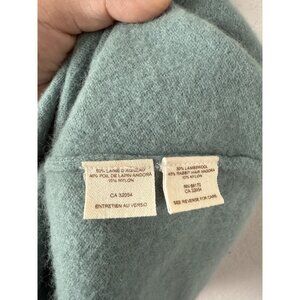 50% LAINE D'AGNEAU
40% POIL DE LAPIN ANGORA
10% NYLON
CA 32054
ENTRETIEN AU VERSO
50% LAMBSWOOL
40% RABBIT HAIR ANGORA
10% NYLON
CA 32054
SEE REVERSE FOR CARE